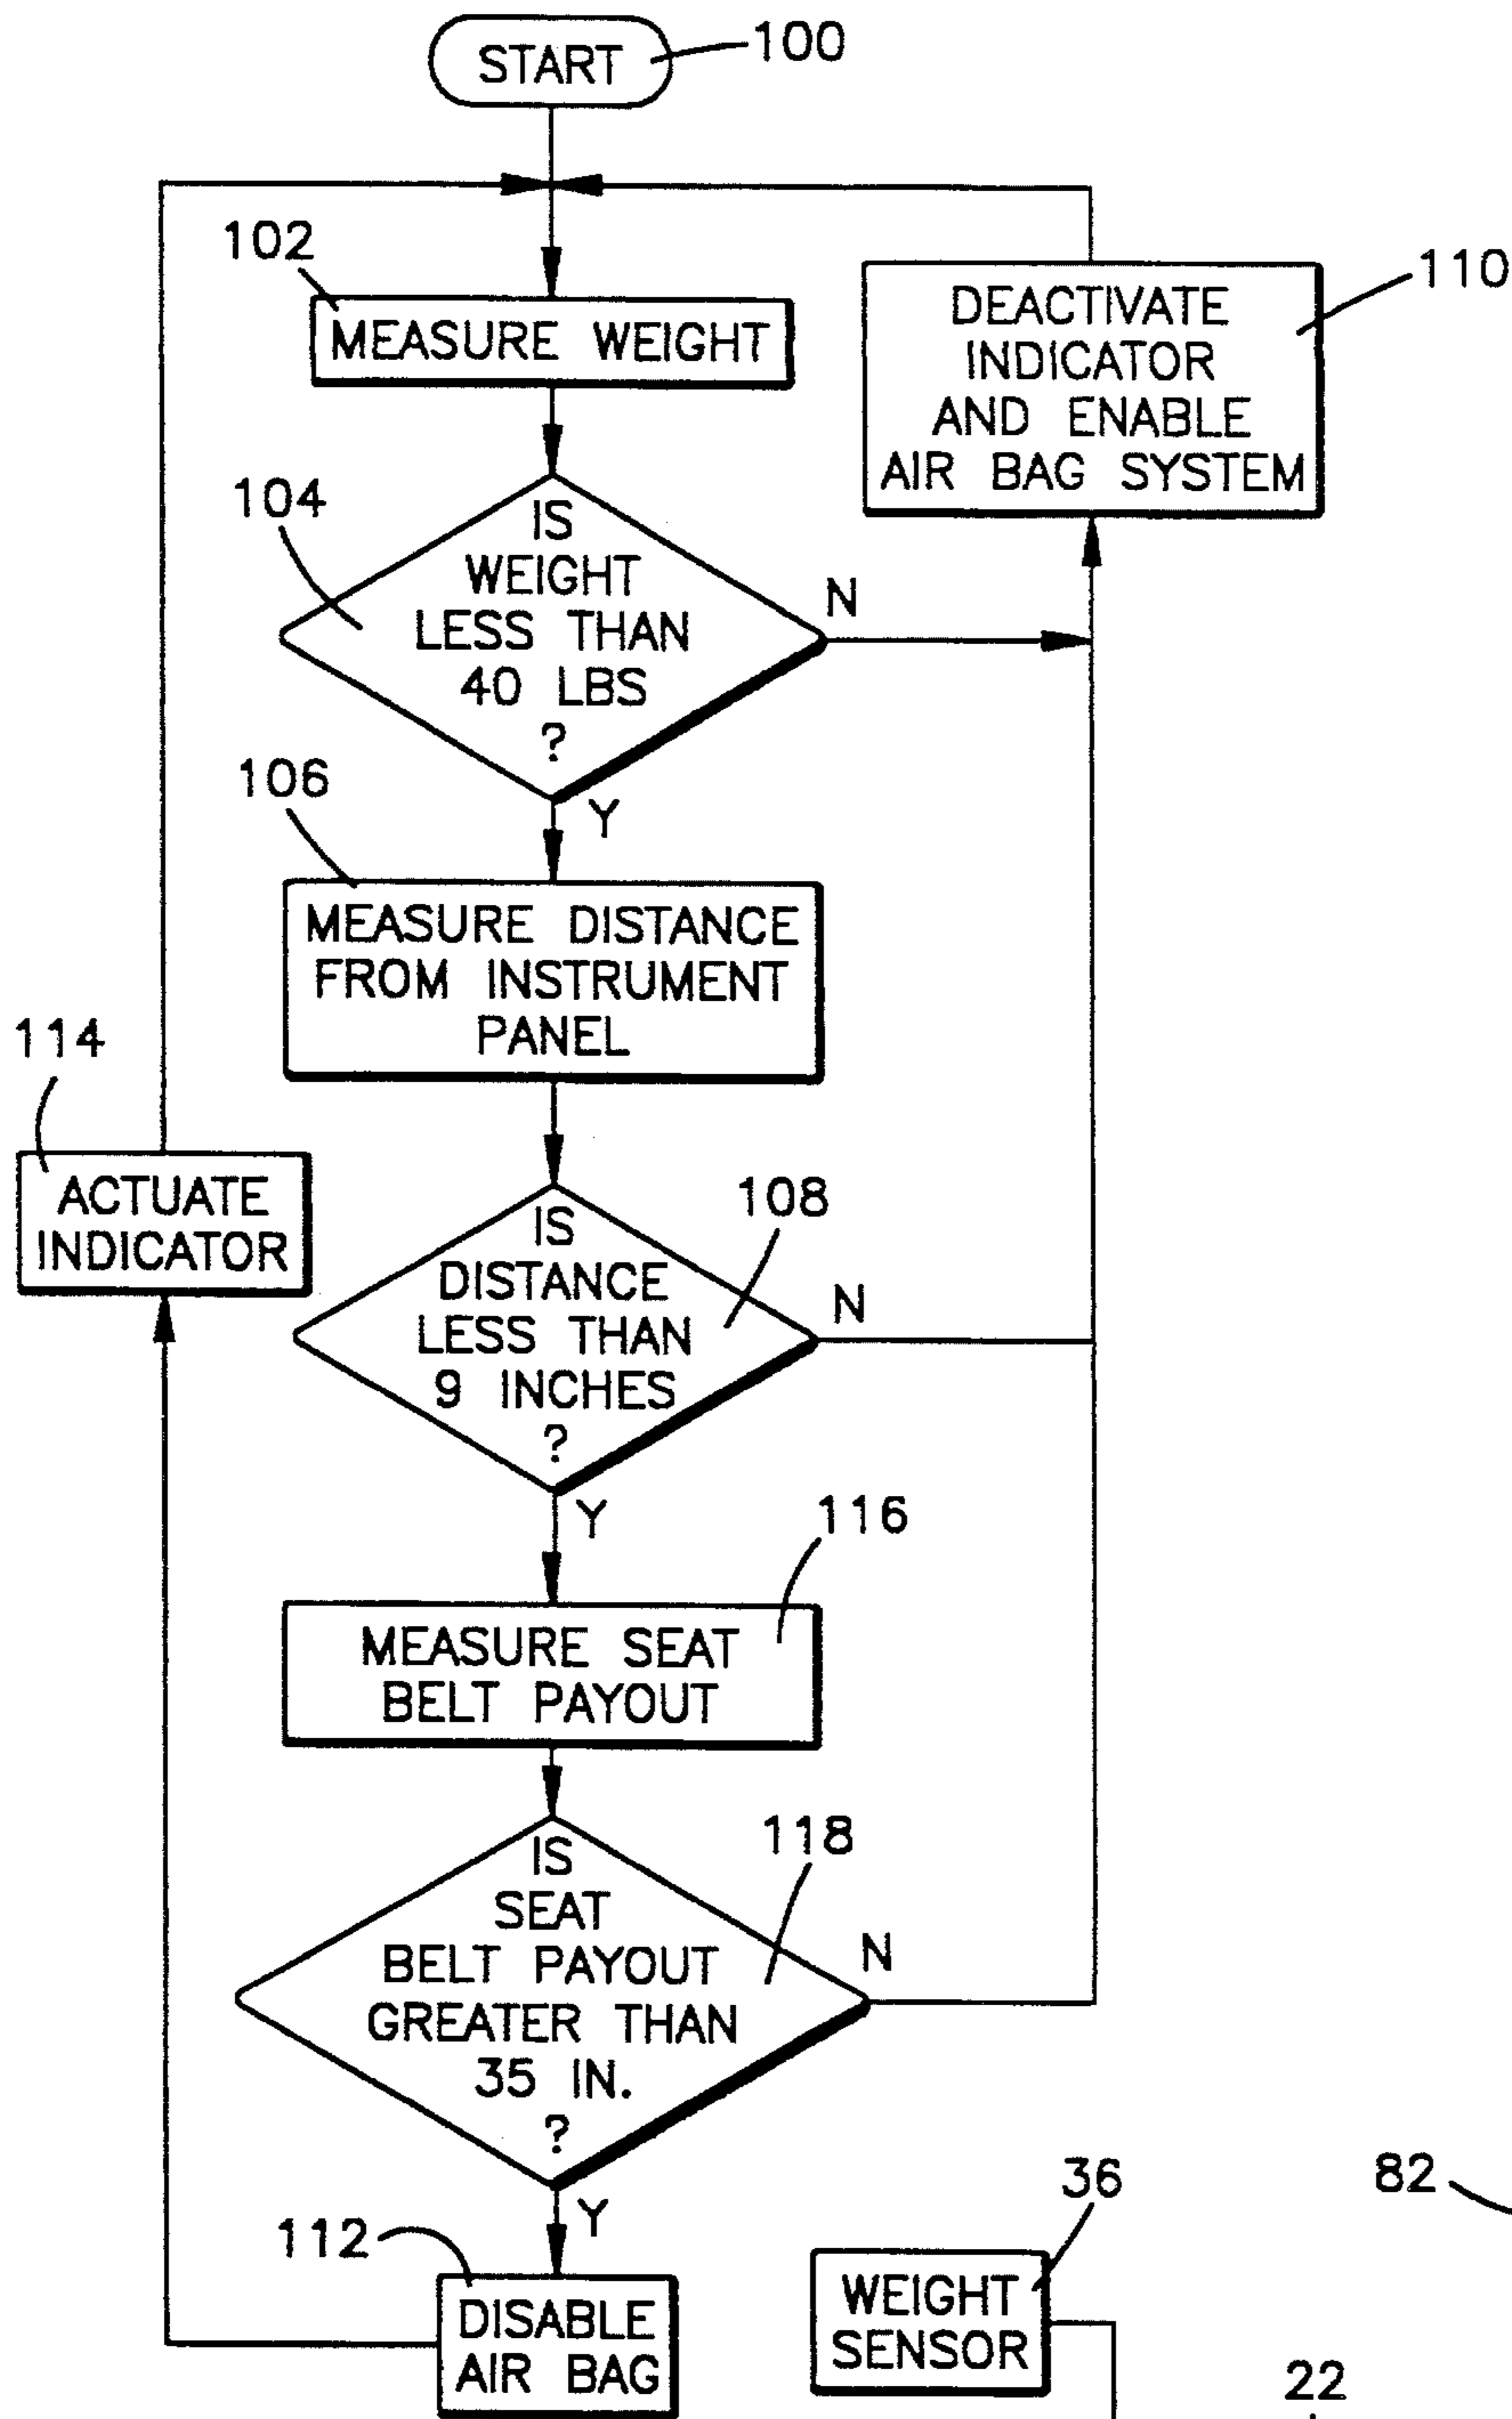 START
100
102
MEASURE WEIGHT
DEACTIVATE
INDICATOR
AND ENABLE
AIR BAG SYSTEM
110
104
IS
WEIGHT
LESS THAN
40 LBS
?
N
Y
106
MEASURE DISTANCE
FROM INSTRUMENT
PANEL
114
ACTUATE
INDICATOR
108
IS
DISTANCE
LESS THAN
9 INCHES
?
N
Y
116
MEASURE SEAT
BELT PAYOUT
118
IS
SEAT
BELT PAYOUT
GREATER THAN
35 IN.
?
N
Y
112
DISABLE
AIR BAG
36
WEIGHT
SENSOR
82
22